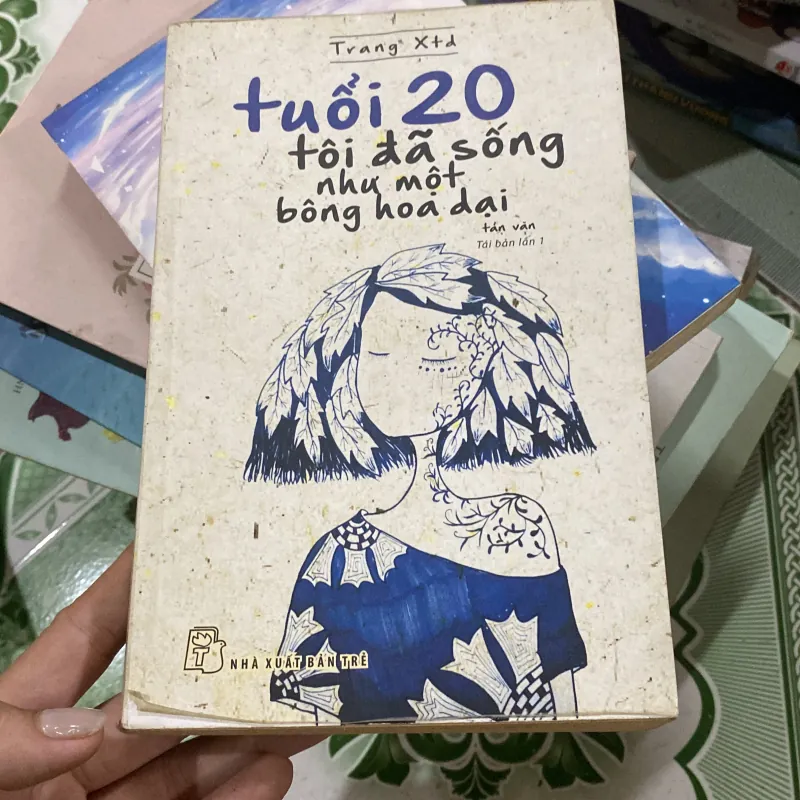 Trang Xtd
tuổi 20
tôi đã sống
như một
bông hoa dại
tản văn
Tái bản lần 1
NHÀ XUẤT BẢN TRẺ